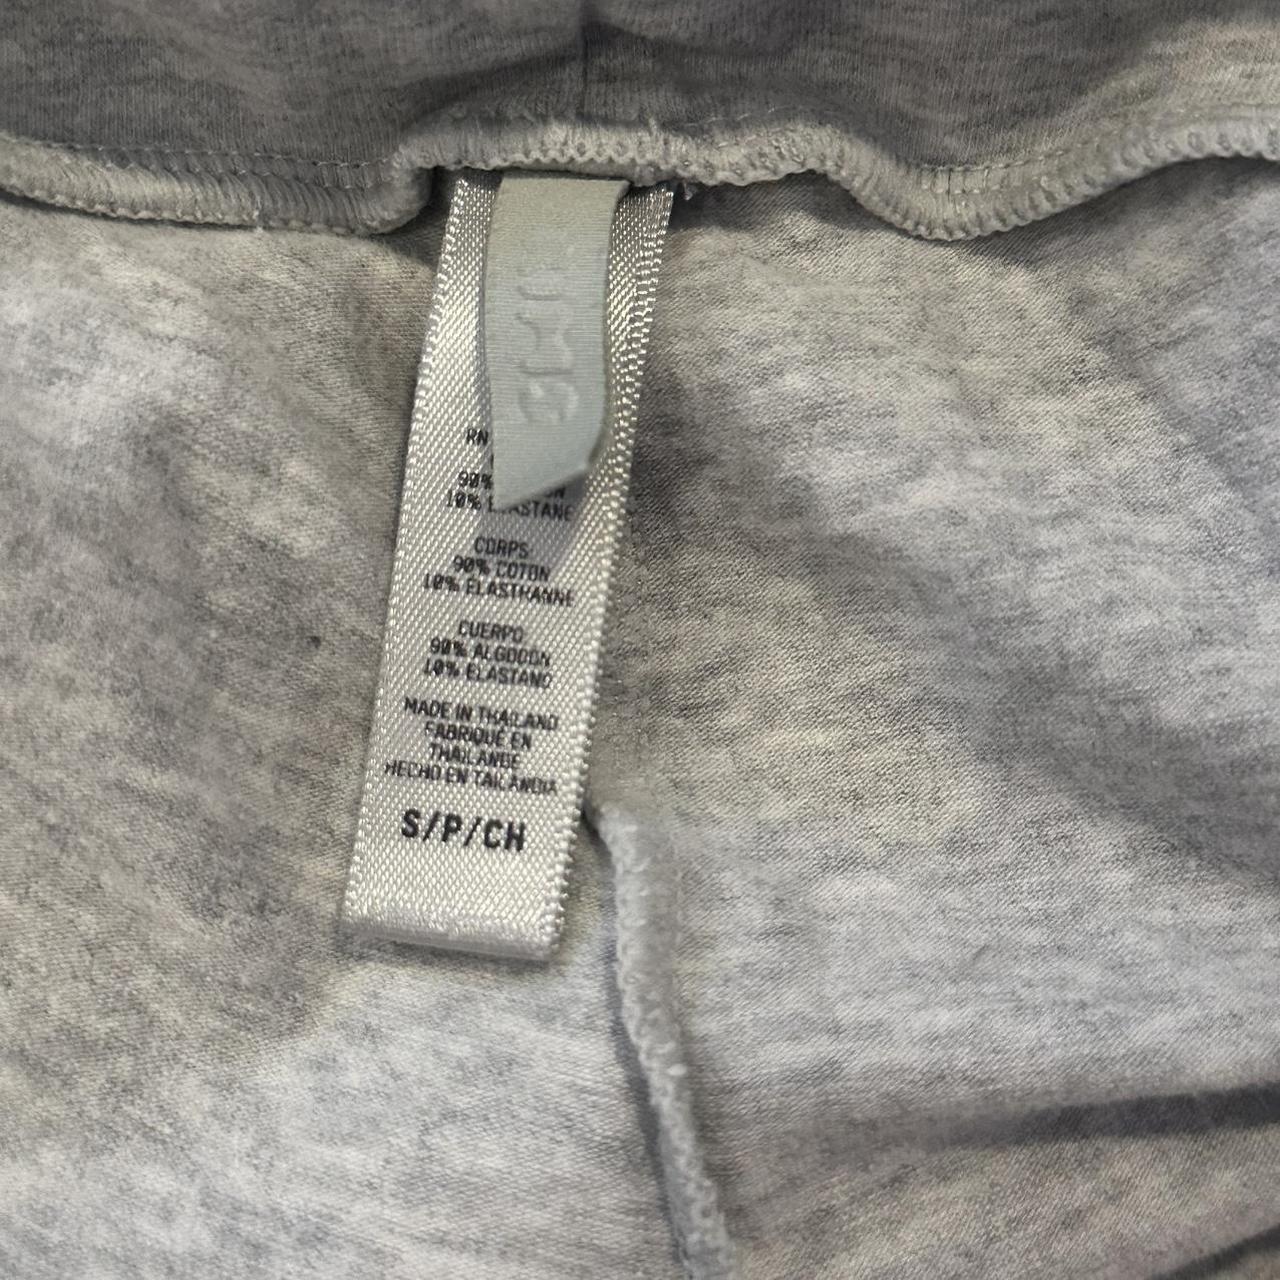 RN
90%
10% ELASTANE
CORPS:
90% COTON
10% ÉLASTHANNE
CUERPO:
90% ALGODÓN
10% ELASTANO
MADE IN THAILAND
FABRIQUÉ EN
THAÏLANDE
HECHO EN TAILANDIA
S/P/CH